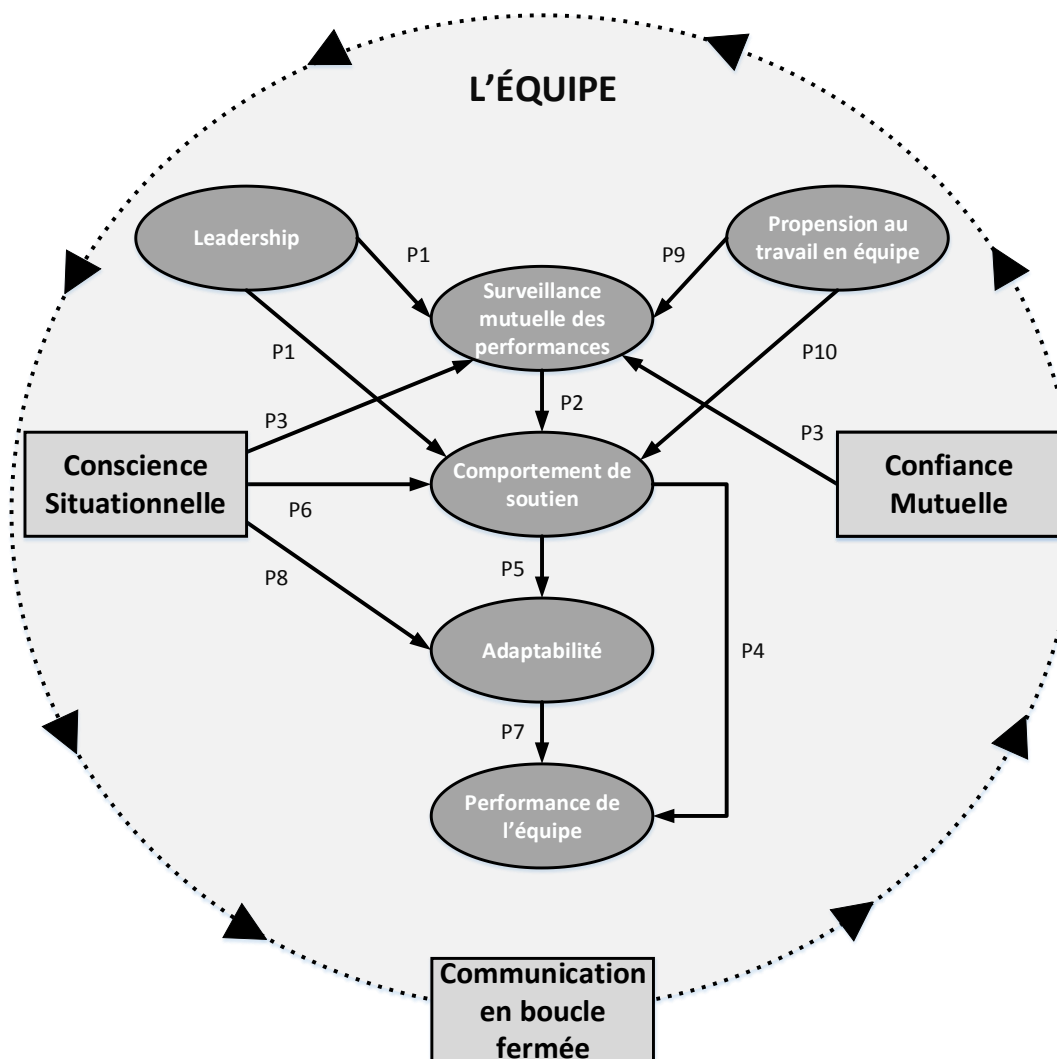 L'ÉQUIPE
Leadership
Propension au
travail en équipe
P1
P9
Surveillance
mutuelle des
performances
P1
P10
P2
P3
P3
Conscience
Situationnelle
Comportement de
soutien
Confiance
Mutuelle
P6
P5
P8
Adaptabilité
P4
P7
Performance de
l'équipe
Communication
en boucle
fermée